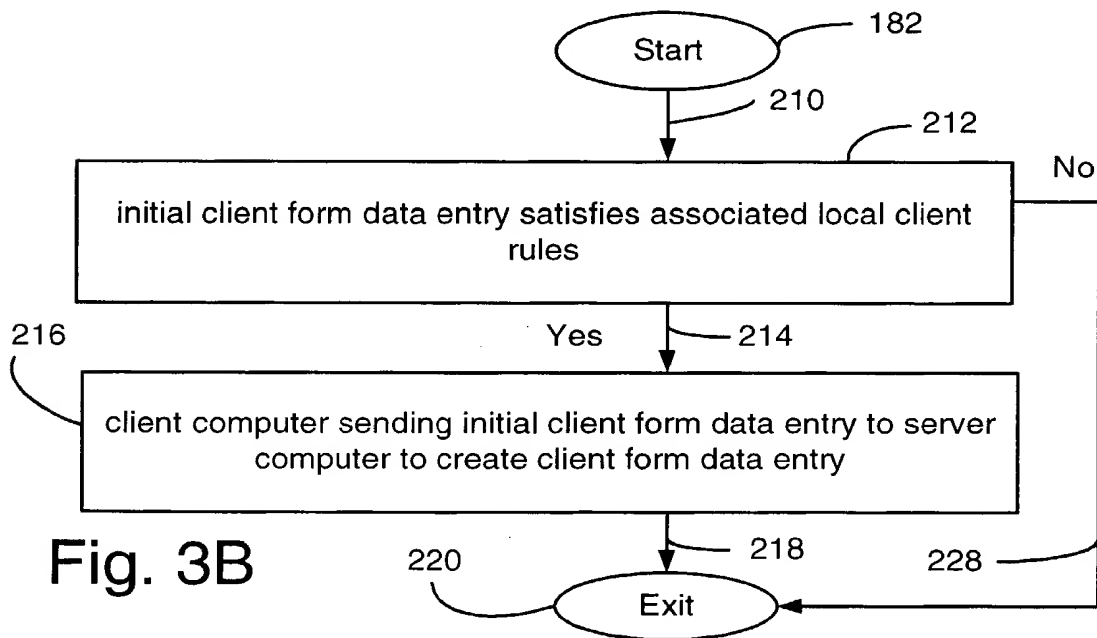 Start
182
210
212
No
initial client form data entry satisfies associated local client
rules
216
Yes
214
client computer sending initial client form data entry to server
computer to create client form data entry
Fig. 3B
220
218
228
Exit